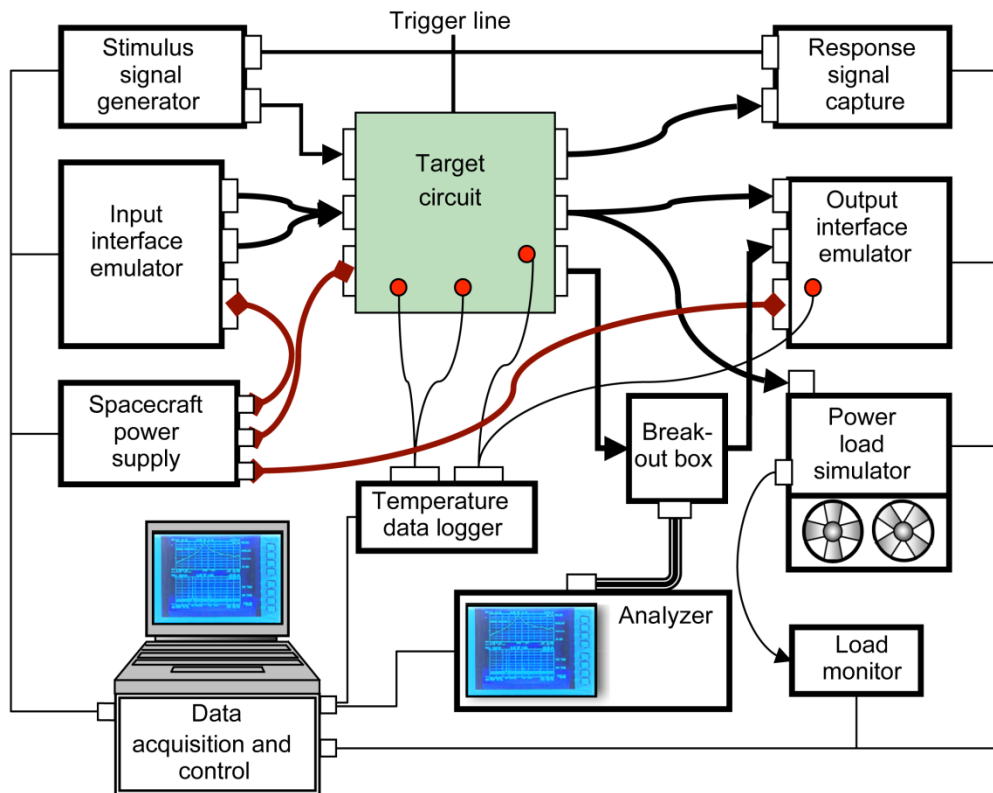 Trigger line
Stimulus
signal
generator
Response
signal
capture
Target
circuit
Input
interface
emulator
Output
interface
emulator
Spacecraft
power
supply
Break-
out box
Power
load
simulator
Temperature
data logger
Analyzer
Load
monitor
Data
acquisition and
control